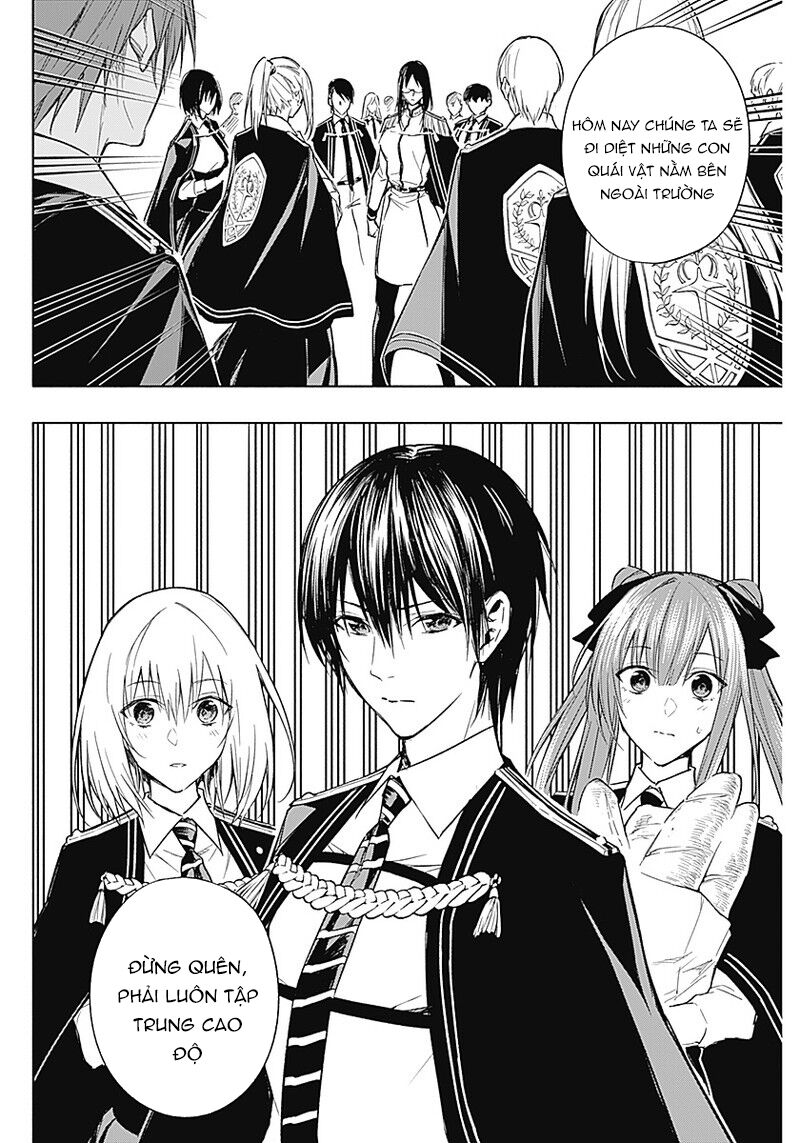 HÔM NAY CHÚNG TA SẼ
ĐI DIỆT NHỮNG CON
QUÁI VẬT NẰM BÊN
NGOÀI TRƯỜNG
ĐỪNG QUÊN,
PHẢI LUÔN TẬP
TRUNG CAO
ĐỘ